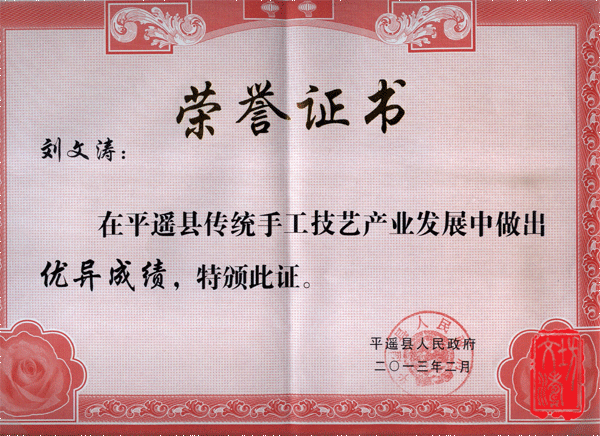 荣誉证书
刘文涛：
在平遥县传统手工技艺产业发展中做出
优异成绩，特颁此证。
平遥县人民政府
二〇一三年二月